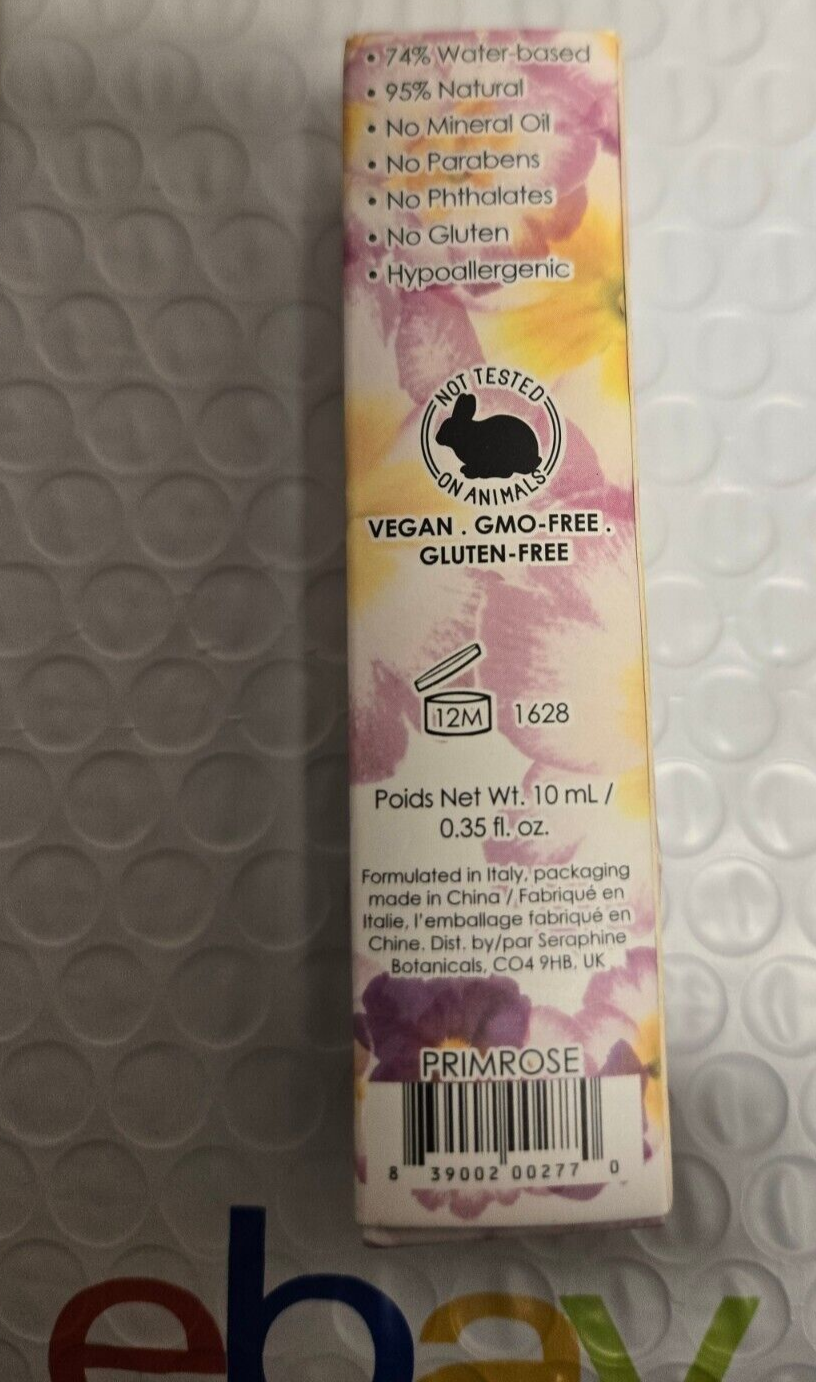 • 74% Water-based
• 95% Natural
• No Mineral Oil
• No Parabens
• No Phthalates
• No Gluten
• Hypoallergenic
NOT TESTED
ON ANIMALS
VEGAN . GMO-FREE .
GLUTEN-FREE
12M 1628
Poids Net Wt. 10 mL /
0.35 fl. oz.
Formulated in Italy, packaging
made in China / Fabriqué en
Italie, l'emballage fabriqué en
Chine. Dist. by/par Seraphine
Botanicals, CO4 9HB, UK
PRIMROSE
8 39002 00277 0
ebay